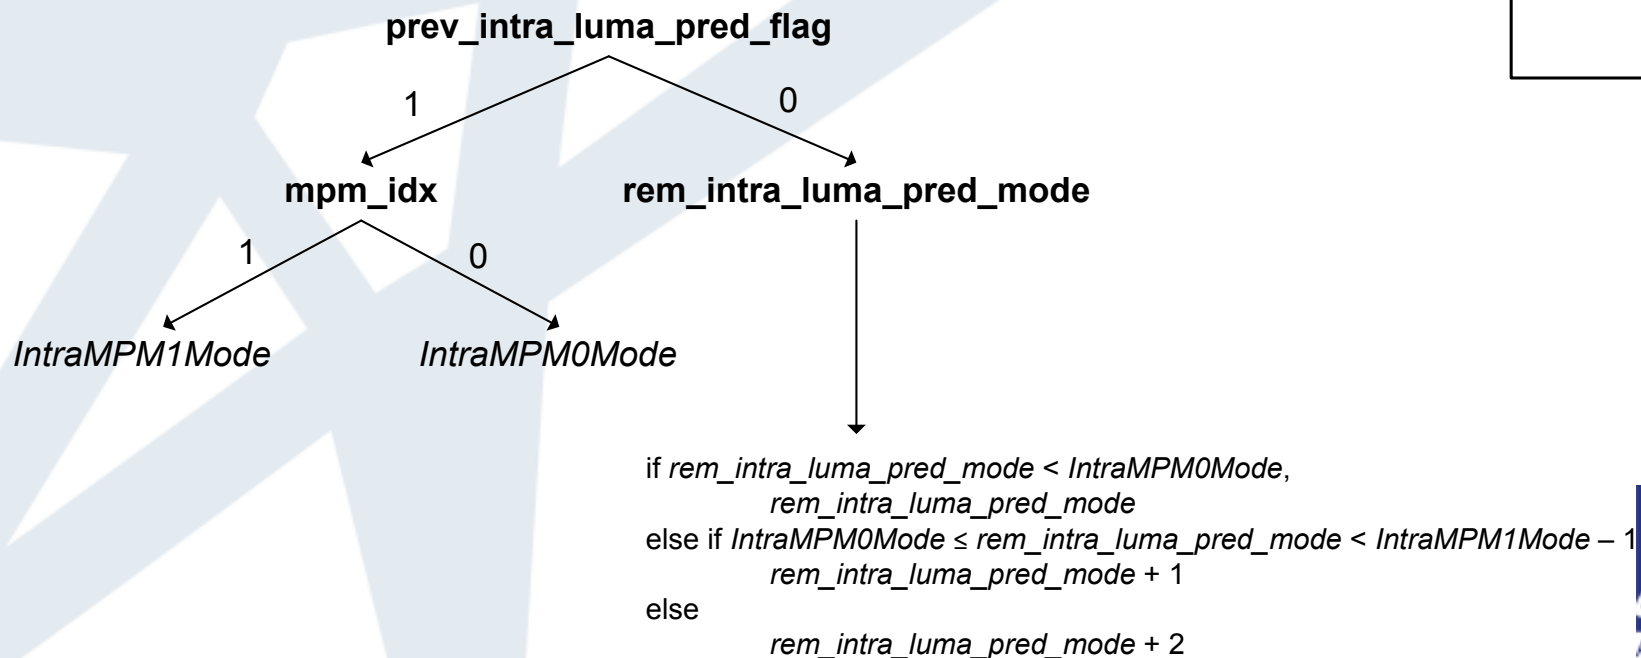 prev_intra_luma_pred_flag
1
0
mpm_idx
rem_intra_luma_pred_mode
1
0
IntraMPM1Mode
IntraMPM0Mode
if rem_intra_luma_pred_mode < IntraMPM0Mode,
rem_intra_luma_pred_mode
else if IntraMPM0Mode ≤ rem_intra_luma_pred_mode < IntraMPM1Mode – 1
rem_intra_luma_pred_mode + 1
else
rem_intra_luma_pred_mode + 2